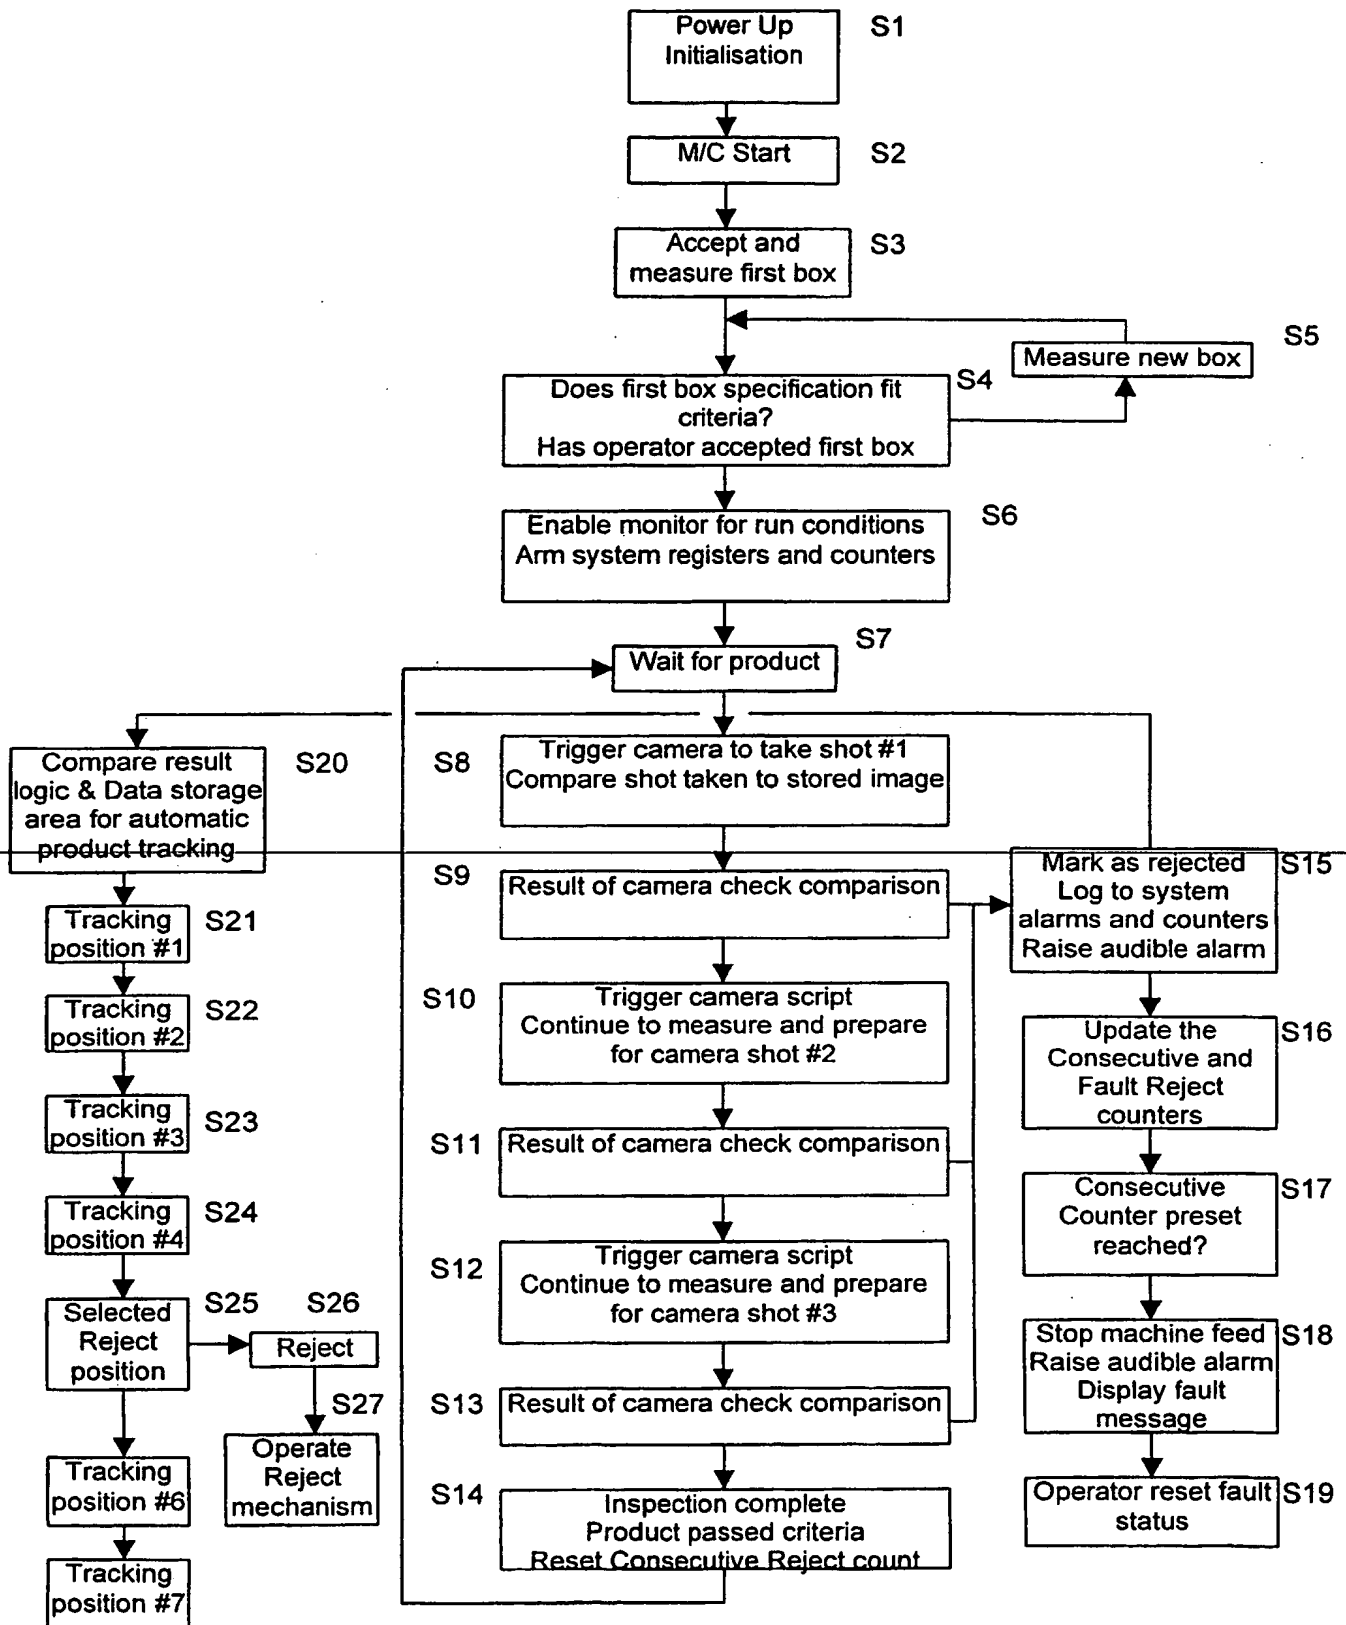 Power Up
Initialisation
S1
M/C Start
S2
Accept and
measure first box
S3
S5
Measure new box
S4
Does first box specification fit
criteria?
Has operator accepted first box
S6
Enable monitor for run conditions
Arm system registers and counters
S7
Wait for product
S20
Compare result
logic & Data storage
area for automatic
product tracking
S8
Trigger camera to take shot #1
Compare shot taken to stored image
S9
Result of camera check comparison
S15
Mark as rejected
Log to system
alarms and counters
Raise audible alarm
S21
Tracking
position #1
S10
Trigger camera script
Continue to measure and prepare
for camera shot #2
S22
Tracking
position #2
S16
Update the
Consecutive and
Fault Reject
counters
S23
Tracking
position #3
S11
Result of camera check comparison
S17
Consecutive
Counter preset
reached?
S24
Tracking
position #4
S12
Trigger camera script
Continue to measure and prepare
for camera shot #3
S25
Selected
Reject
position
S26
Reject
S18
Stop machine feed
Raise audible alarm
Display fault
message
S13
Result of camera check comparison
S27
Operate
Reject
mechanism
Tracking
position #6
S14
Inspection complete
Product passed criteria
Reset Consecutive Reject count
S19
Operator reset fault
status
Tracking
position #7